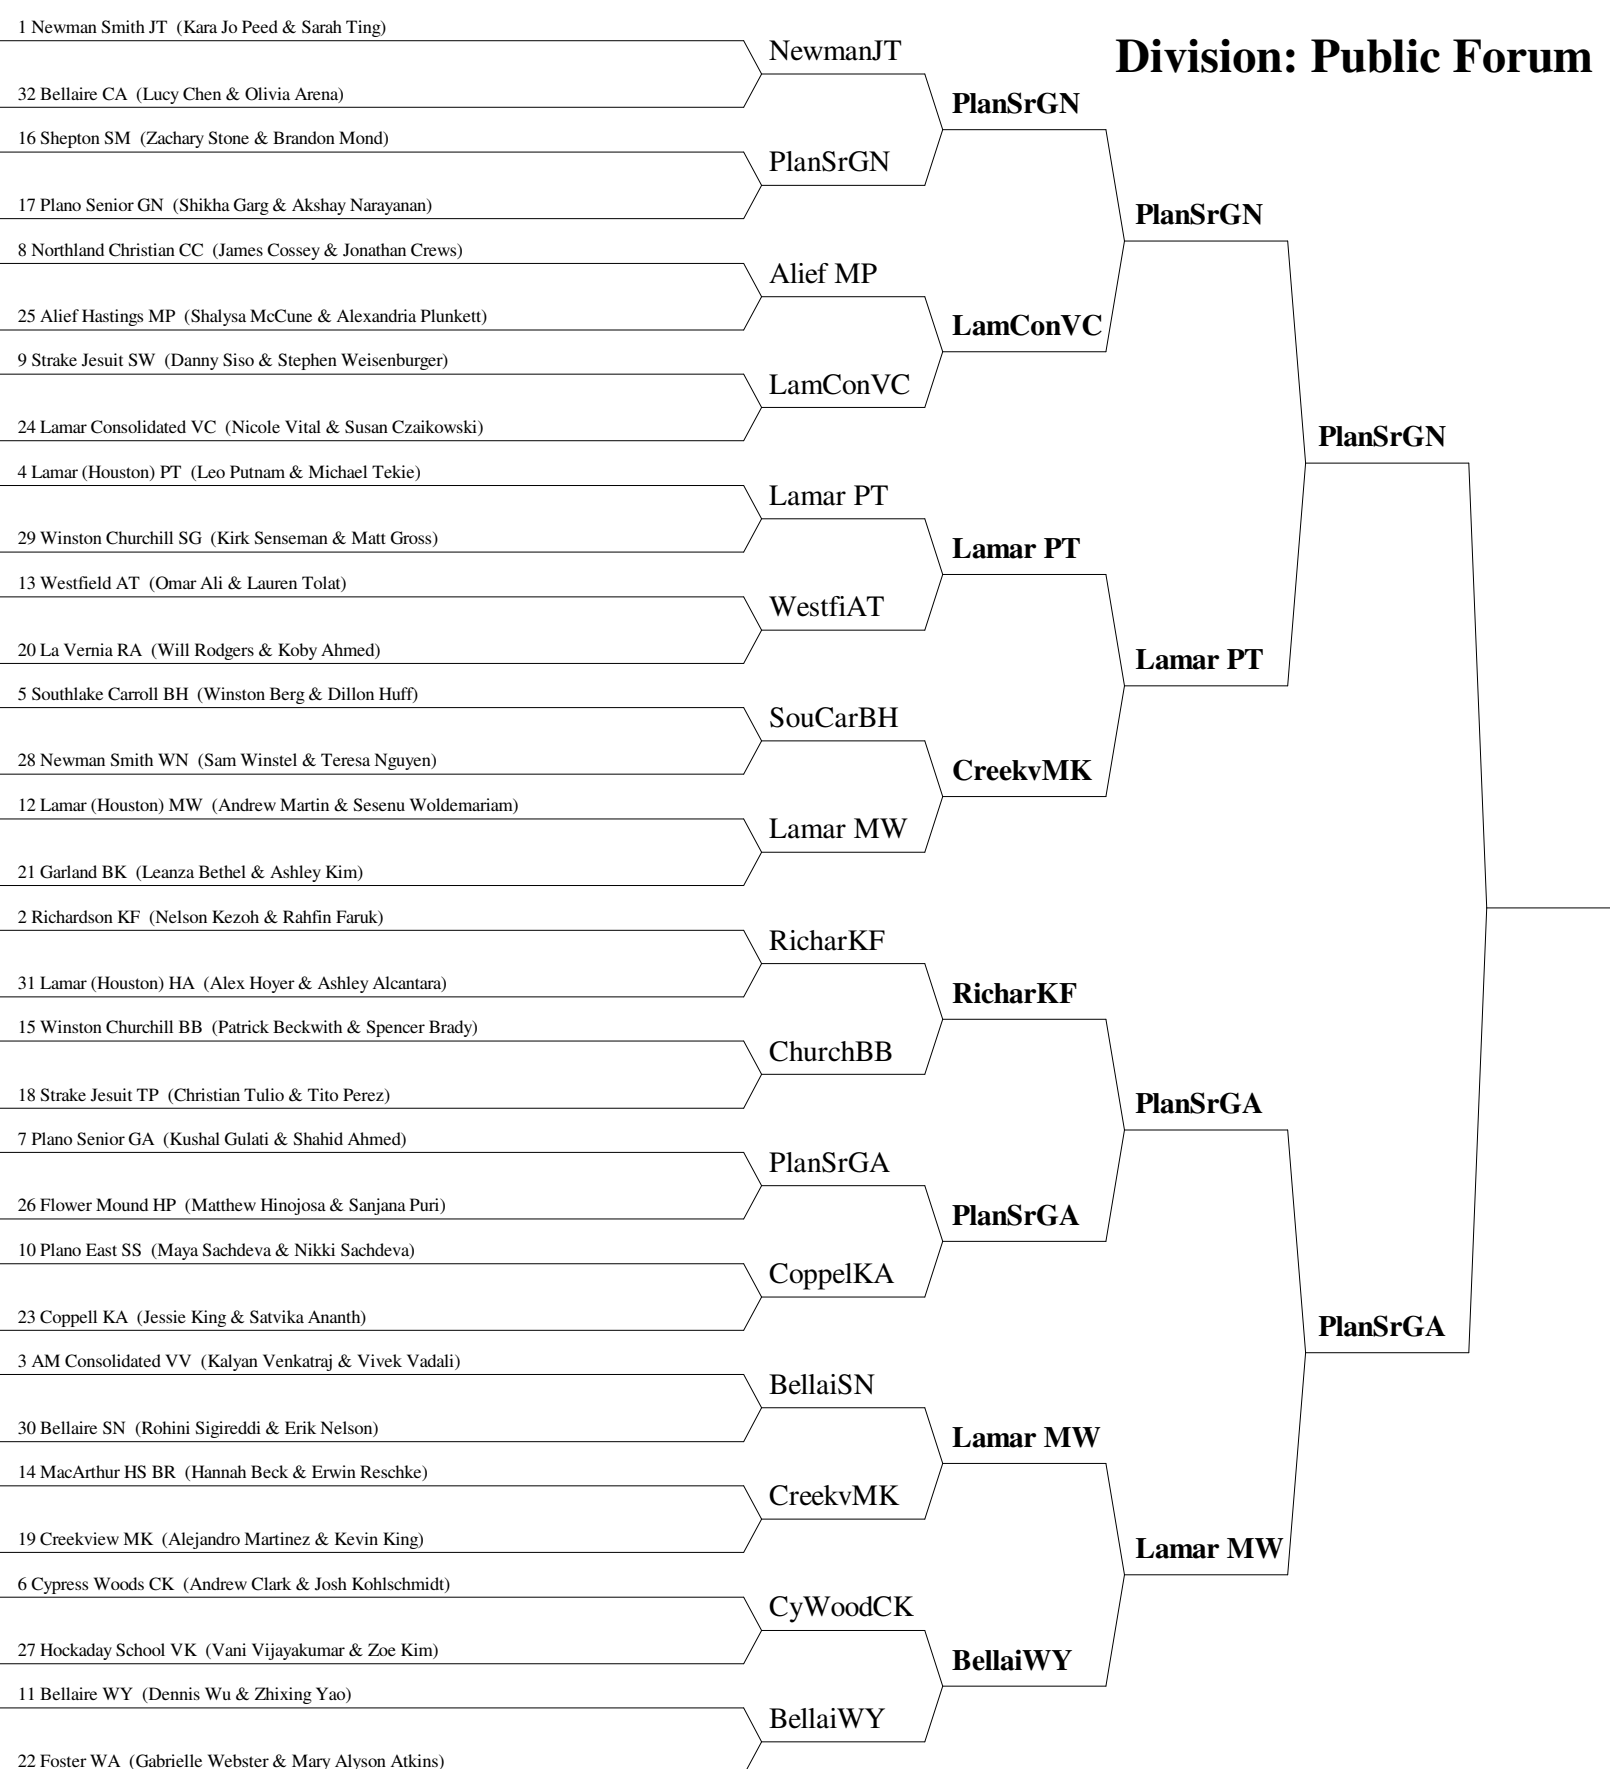 1 Newman Smith JT (Kara Jo Peed & Sarah Ting)
NewmanJT
Division: Public Forum
32 Bellaire CA (Lucy Chen & Olivia Arena)
PlanSrGN
16 Shepton SM (Zachary Stone & Brandon Mond)
PlanSrGN
17 Plano Senior GN (Shikha Garg & Akshay Narayanan)
PlanSrGN
8 Northland Christian CC (James Cossey & Jonathan Crews)
Alief MP
25 Alief Hastings MP (Shalysa McCune & Alexandria Plunkett)
LamConVC
9 Strake Jesuit SW (Danny Siso & Stephen Weisenburger)
LamConVC
24 Lamar Consolidated VC (Nicole Vital & Susan Czaikowski)
PlanSrGN
4 Lamar (Houston) PT (Leo Putnam & Michael Tekie)
Lamar PT
29 Winston Churchill SG (Kirk Senseman & Matt Gross)
Lamar PT
13 Westfield AT (Omar Ali & Lauren Tolat)
WestfiAT
20 La Vernia RA (Will Rodgers & Koby Ahmed)
Lamar PT
5 Southlake Carroll BH (Winston Berg & Dillon Huff)
SouCarBH
28 Newman Smith WN (Sam Winstel & Teresa Nguyen)
CreekvMK
12 Lamar (Houston) MW (Andrew Martin & Sesenu Woldemariam)
Lamar MW
21 Garland BK (Leanza Bethel & Ashley Kim)
2 Richardson KF (Nelson Kezoh & Rahfin Faruk)
RicharKF
31 Lamar (Houston) HA (Alex Hoyer & Ashley Alcantara)
RicharKF
15 Winston Churchill BB (Patrick Beckwith & Spencer Brady)
ChurchBB
18 Strake Jesuit TP (Christian Tulio & Tito Perez)
PlanSrGA
7 Plano Senior GA (Kushal Gulati & Shahid Ahmed)
PlanSrGA
26 Flower Mound HP (Matthew Hinojosa & Sanjana Puri)
PlanSrGA
10 Plano East SS (Maya Sachdeva & Nikki Sachdeva)
CoppelKA
23 Coppell KA (Jessie King & Satvika Ananth)
PlanSrGA
3 AM Consolidated VV (Kalyan Venkatraj & Vivek Vadali)
BellaiSN
30 Bellaire SN (Rohini Sigireddi & Erik Nelson)
Lamar MW
14 MacArthur HS BR (Hannah Beck & Erwin Reschke)
CreekvMK
19 Creekview MK (Alejandro Martinez & Kevin King)
Lamar MW
6 Cypress Woods CK (Andrew Clark & Josh Kohlschmidt)
CyWoodCK
27 Hockaday School VK (Vani Vijayakumar & Zoe Kim)
BellaiWY
11 Bellaire WY (Dennis Wu & Zhixing Yao)
BellaiWY
22 Foster WA (Gabrielle Webster & Mary Alyson Atkins)